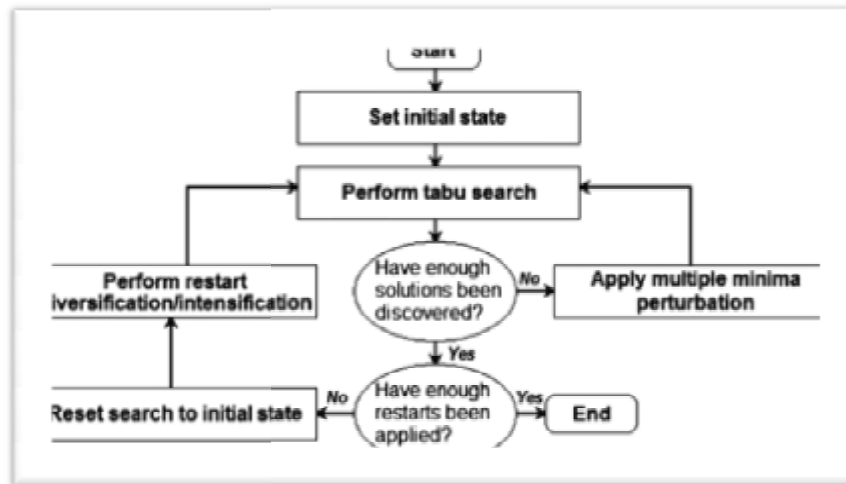 Start
Set initial state
Perform tabu search
Perform restart
iversification/intensification
Have enough
solutions been
discovered?
No
Apply multiple minima
perturbation
Yes
Reset search to initial state
No
Have enough
restarts been
applied?
Yes
End